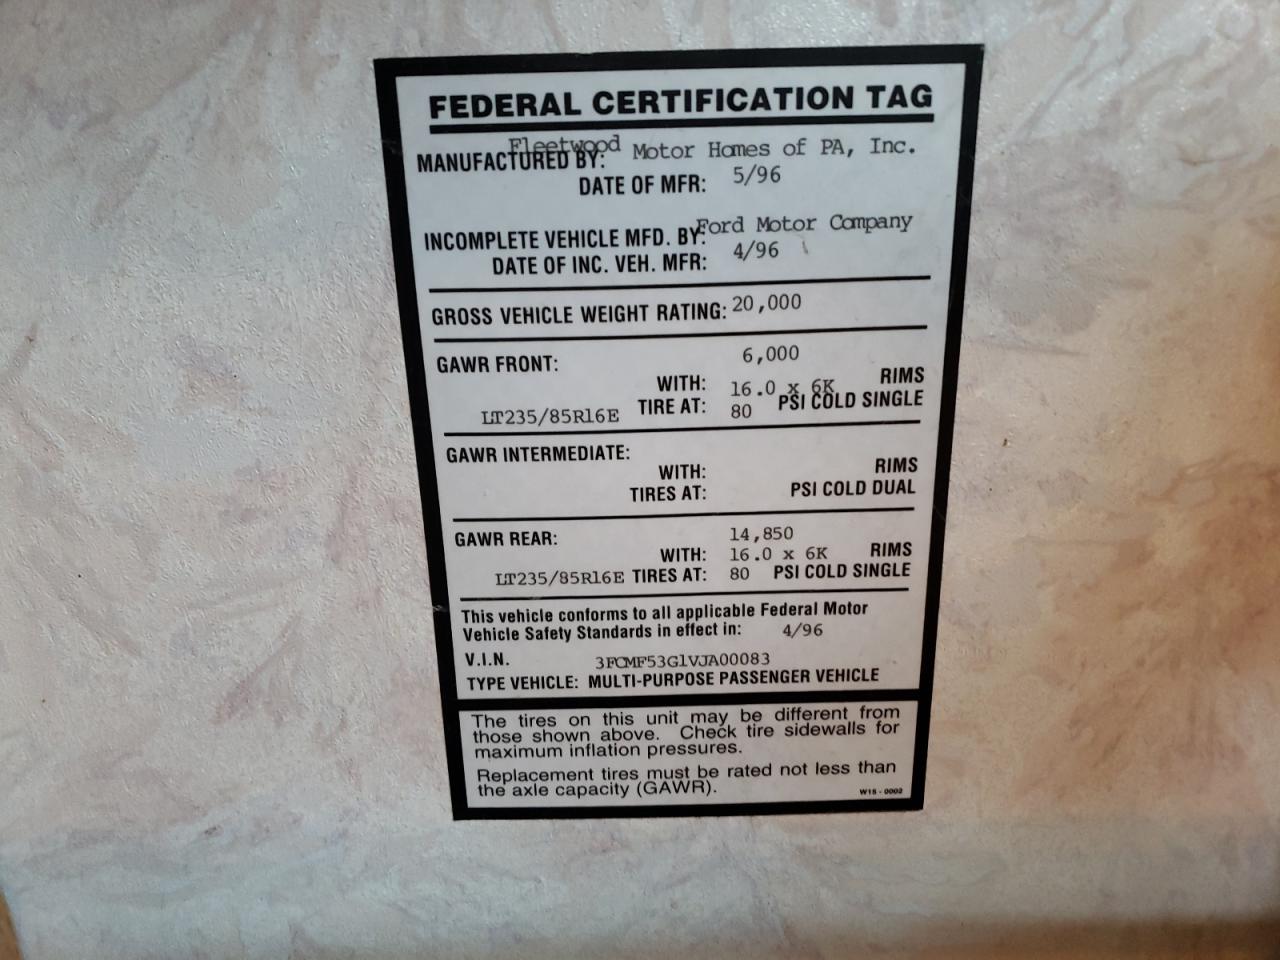 FEDERAL CERTIFICATION TAG
MANUFACTURED BY: Fleetwood Motor Homes of PA, Inc.
DATE OF MFR: 5/96
INCOMPLETE VEHICLE MFD. BY: Ford Motor Company
DATE OF INC. VEH. MFR: 4/96
GROSS VEHICLE WEIGHT RATING: 20,000
GAWR FRONT: 6,000
WITH: 16.0 x 6K RIMS
LT235/85R16E TIRE AT: 80 PSI COLD SINGLE
GAWR INTERMEDIATE:
WITH: RIMS
TIRES AT: PSI COLD DUAL
GAWR REAR: 14,850
WITH: 16.0 x 6K RIMS
LT235/85R16E TIRES AT: 80 PSI COLD SINGLE
This vehicle conforms to all applicable Federal Motor
Vehicle Safety Standards in effect in: 4/96
V.I.N. 3FCMF53G1VJA00083
TYPE VEHICLE: MULTI-PURPOSE PASSENGER VEHICLE
The tires on this unit may be different from
those shown above. Check tire sidewalls for
maximum inflation pressures.
Replacement tires must be rated not less than
the axle capacity (GAWR).
W15-0002